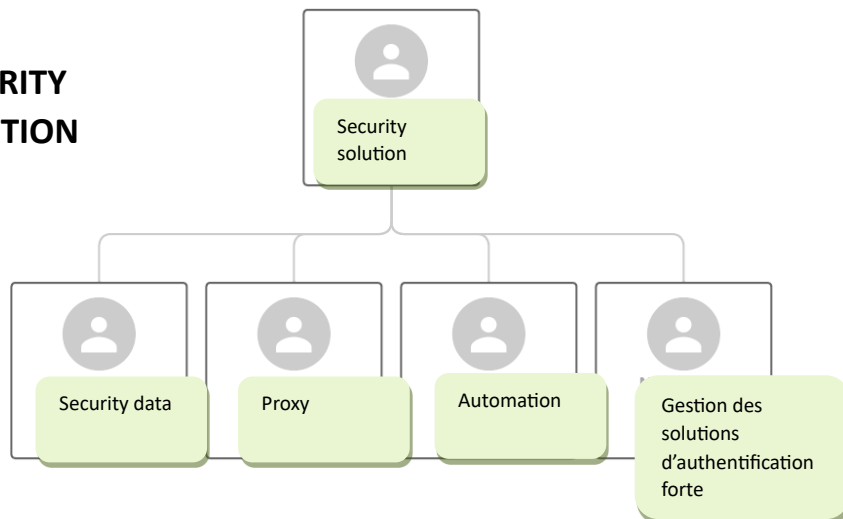 RITY
TION
Security
solution
Security data
Proxy
Automation
Gestion des
solutions
d'authentification
forte